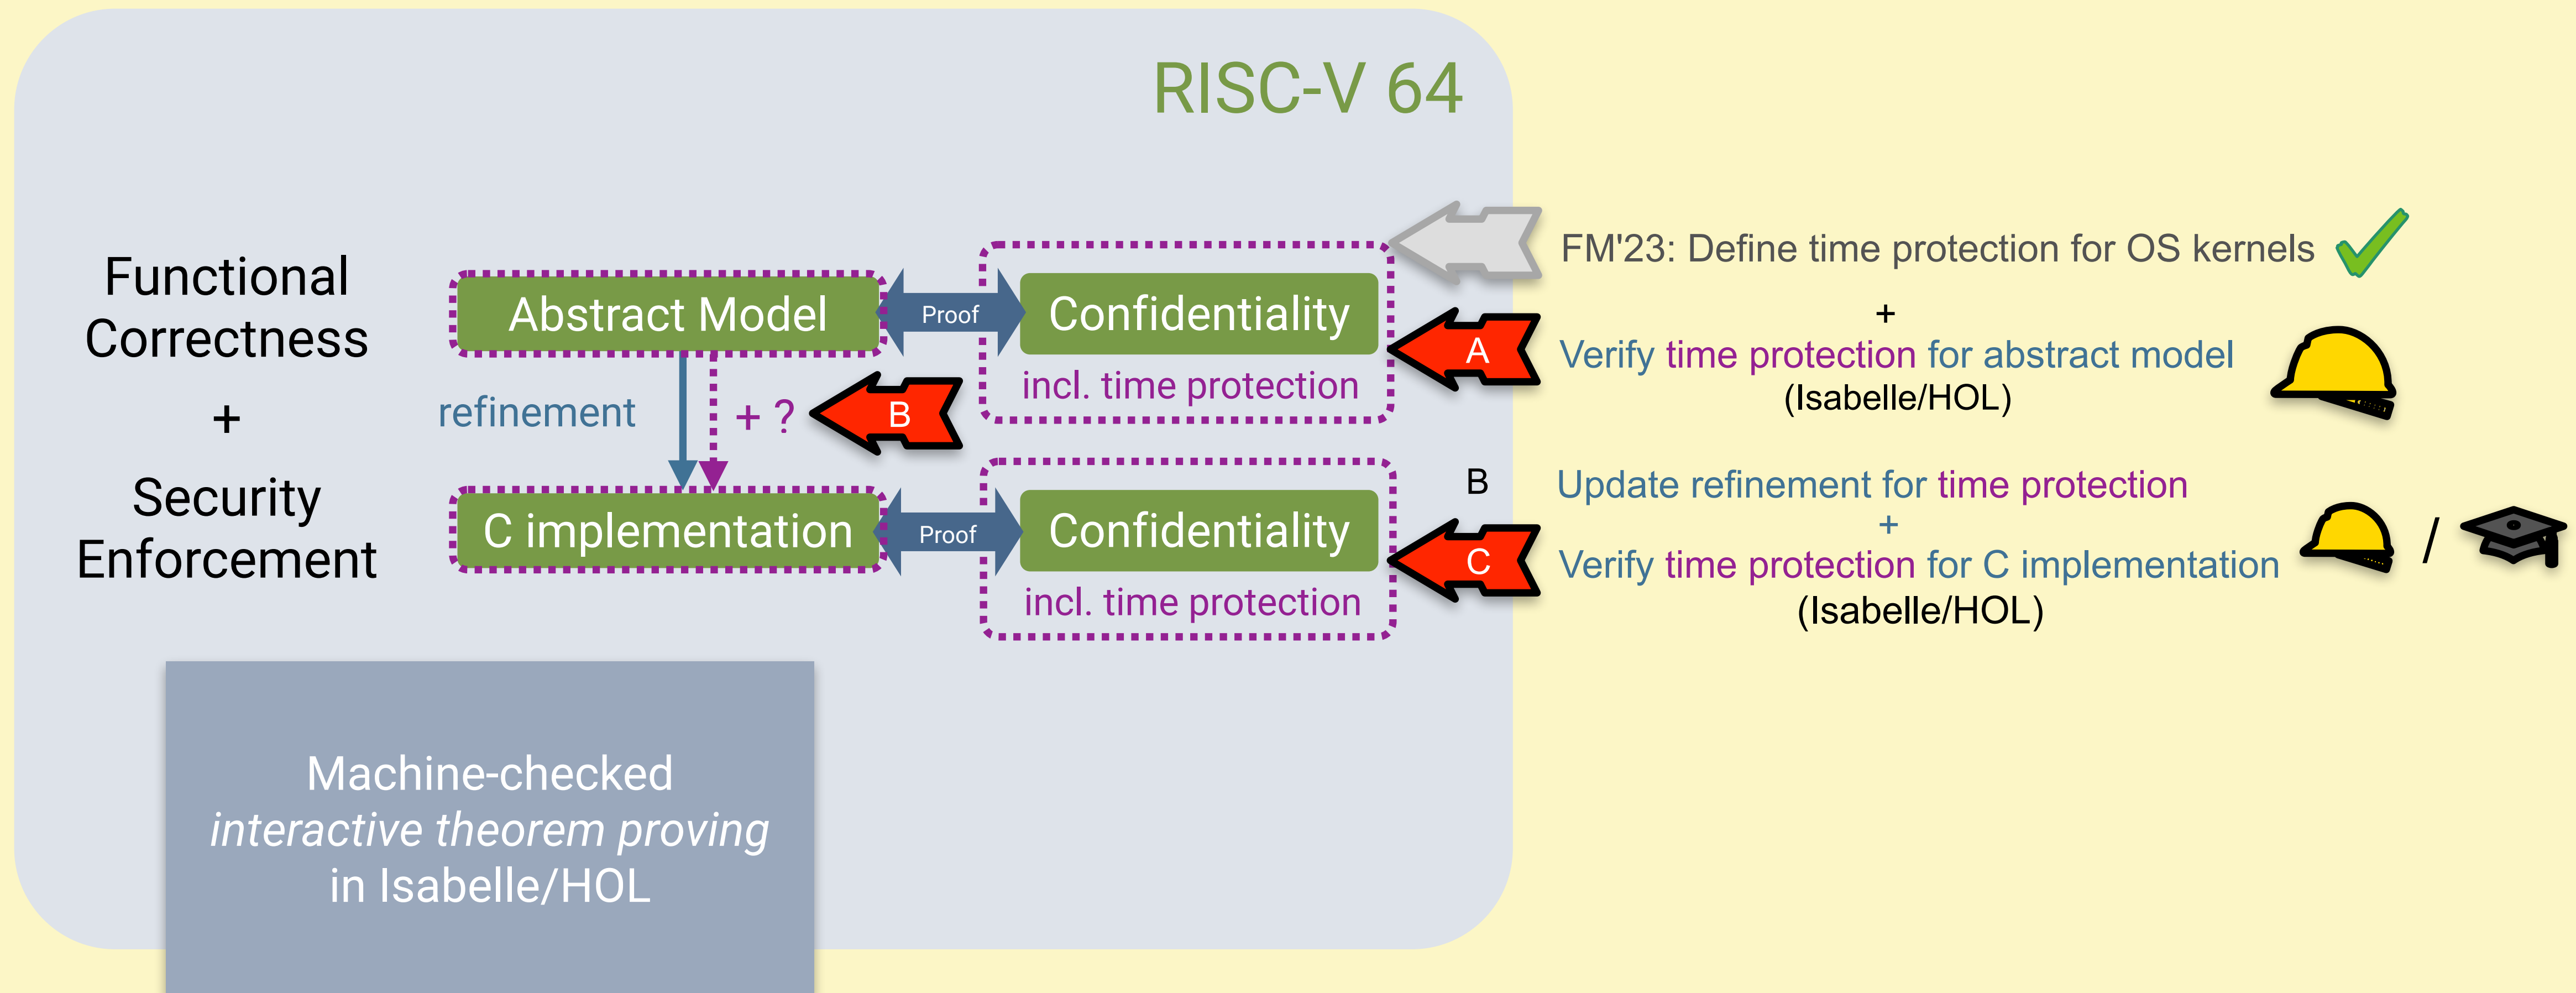 RISC-V 64
Functional
Correctness
+
Security
Enforcement
Abstract Model
Proof
Confidentiality
incl. time protection
refinement
+ ?
B
C implementation
Proof
Confidentiality
incl. time protection
FM'23: Define time protection for OS kernels
+
A
Verify time protection for abstract model
(Isabelle/HOL)
B
Update refinement for time protection
+
C
Verify time protection for C implementation
(Isabelle/HOL)
/
Machine-checked
interactive theorem proving
in Isabelle/HOL